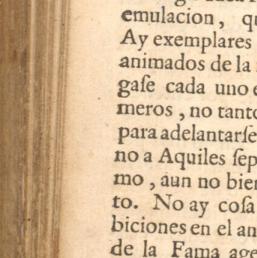 emulacion, qu
Ay exemplares
animados de la
gase cada uno e
meros, no tanto
para adelantarse
no a Aquiles sep
mo, aun no bien
to. No ay cosa
biciones en el an
de la Fama age